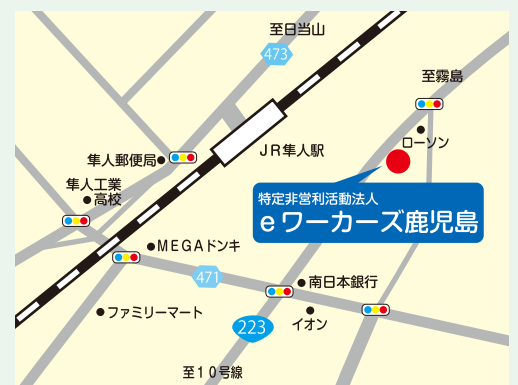 至日当山
473
至霧島
ローソン
JR隼人駅
隼人郵便局
隼人工業
高校
特定非営利活動法人
eワーカーズ鹿児島
MEGAドンキ
471
南日本銀行
ファミリーマート
イオン
223
至10号線